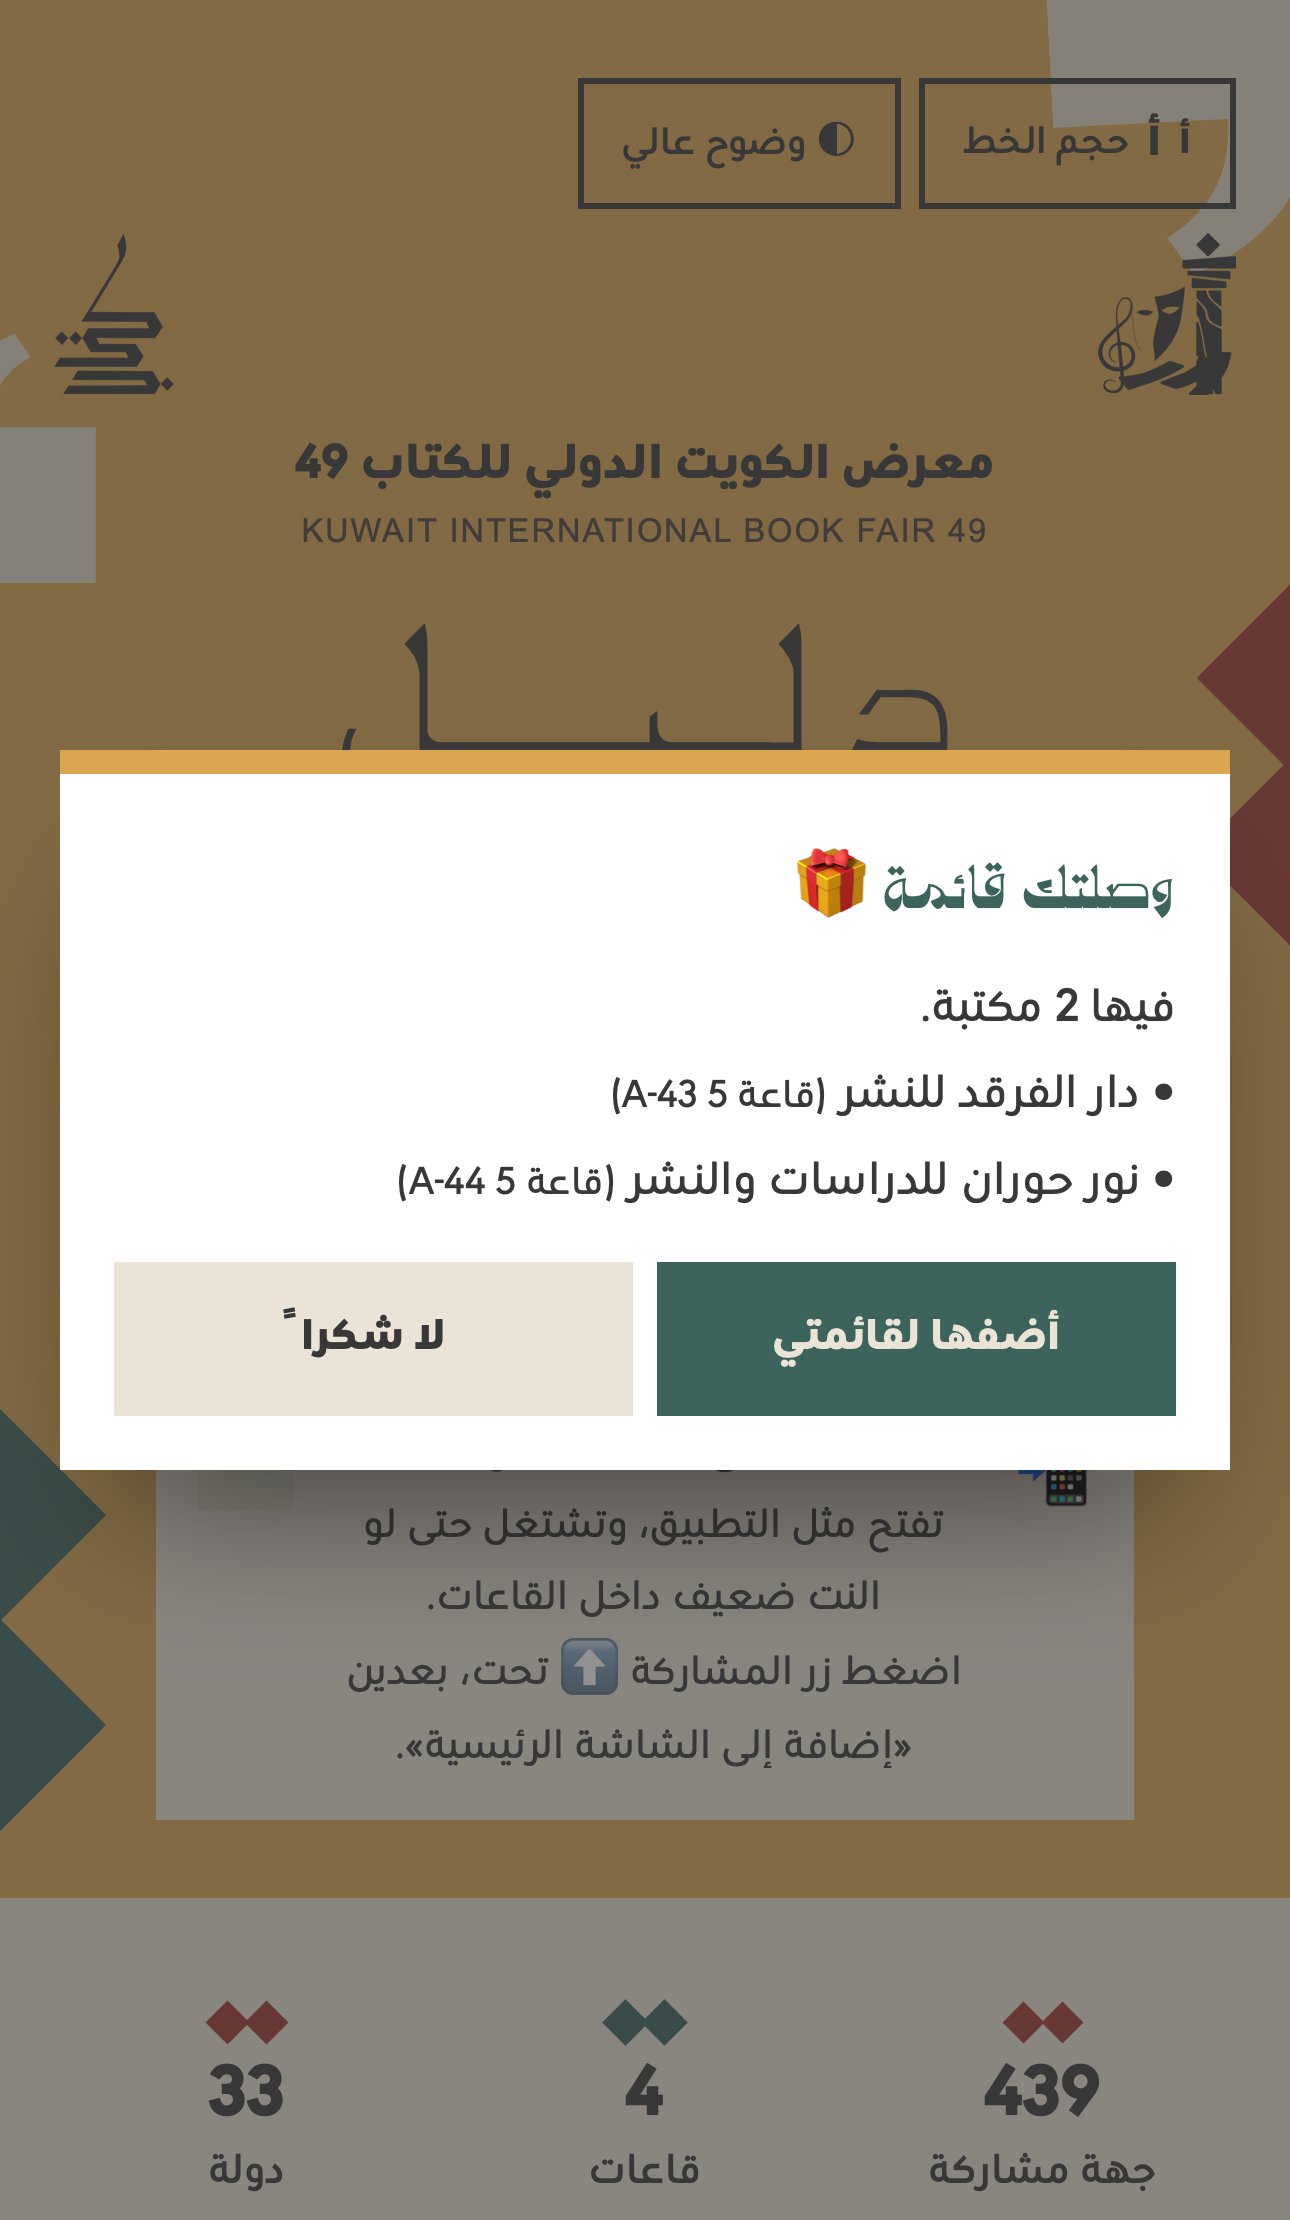 أ أ حجم الخط
وضوح عالي
معرض الكويت الدولي للكتاب 49
KUWAIT INTERNATIONAL BOOK FAIR 49
دليل
وصلتك قائمة 🎁
فيها 2 مكتبة.
• دار الفرقد للنشر (قاعة 5 A-43)
• نور حوران للدراسات والنشر (قاعة 5 A-44)
أضفها لقائمتي
لا شكراً
تفتح مثل التطبيق، وتشتغل حتى لو
النت ضعيف داخل القاعات.
اضغط زر المشاركة ⬆️ تحت، بعدين
«إضافة إلى الشاشة الرئيسية».
439
جهة مشاركة
4
قاعات
33
دولة